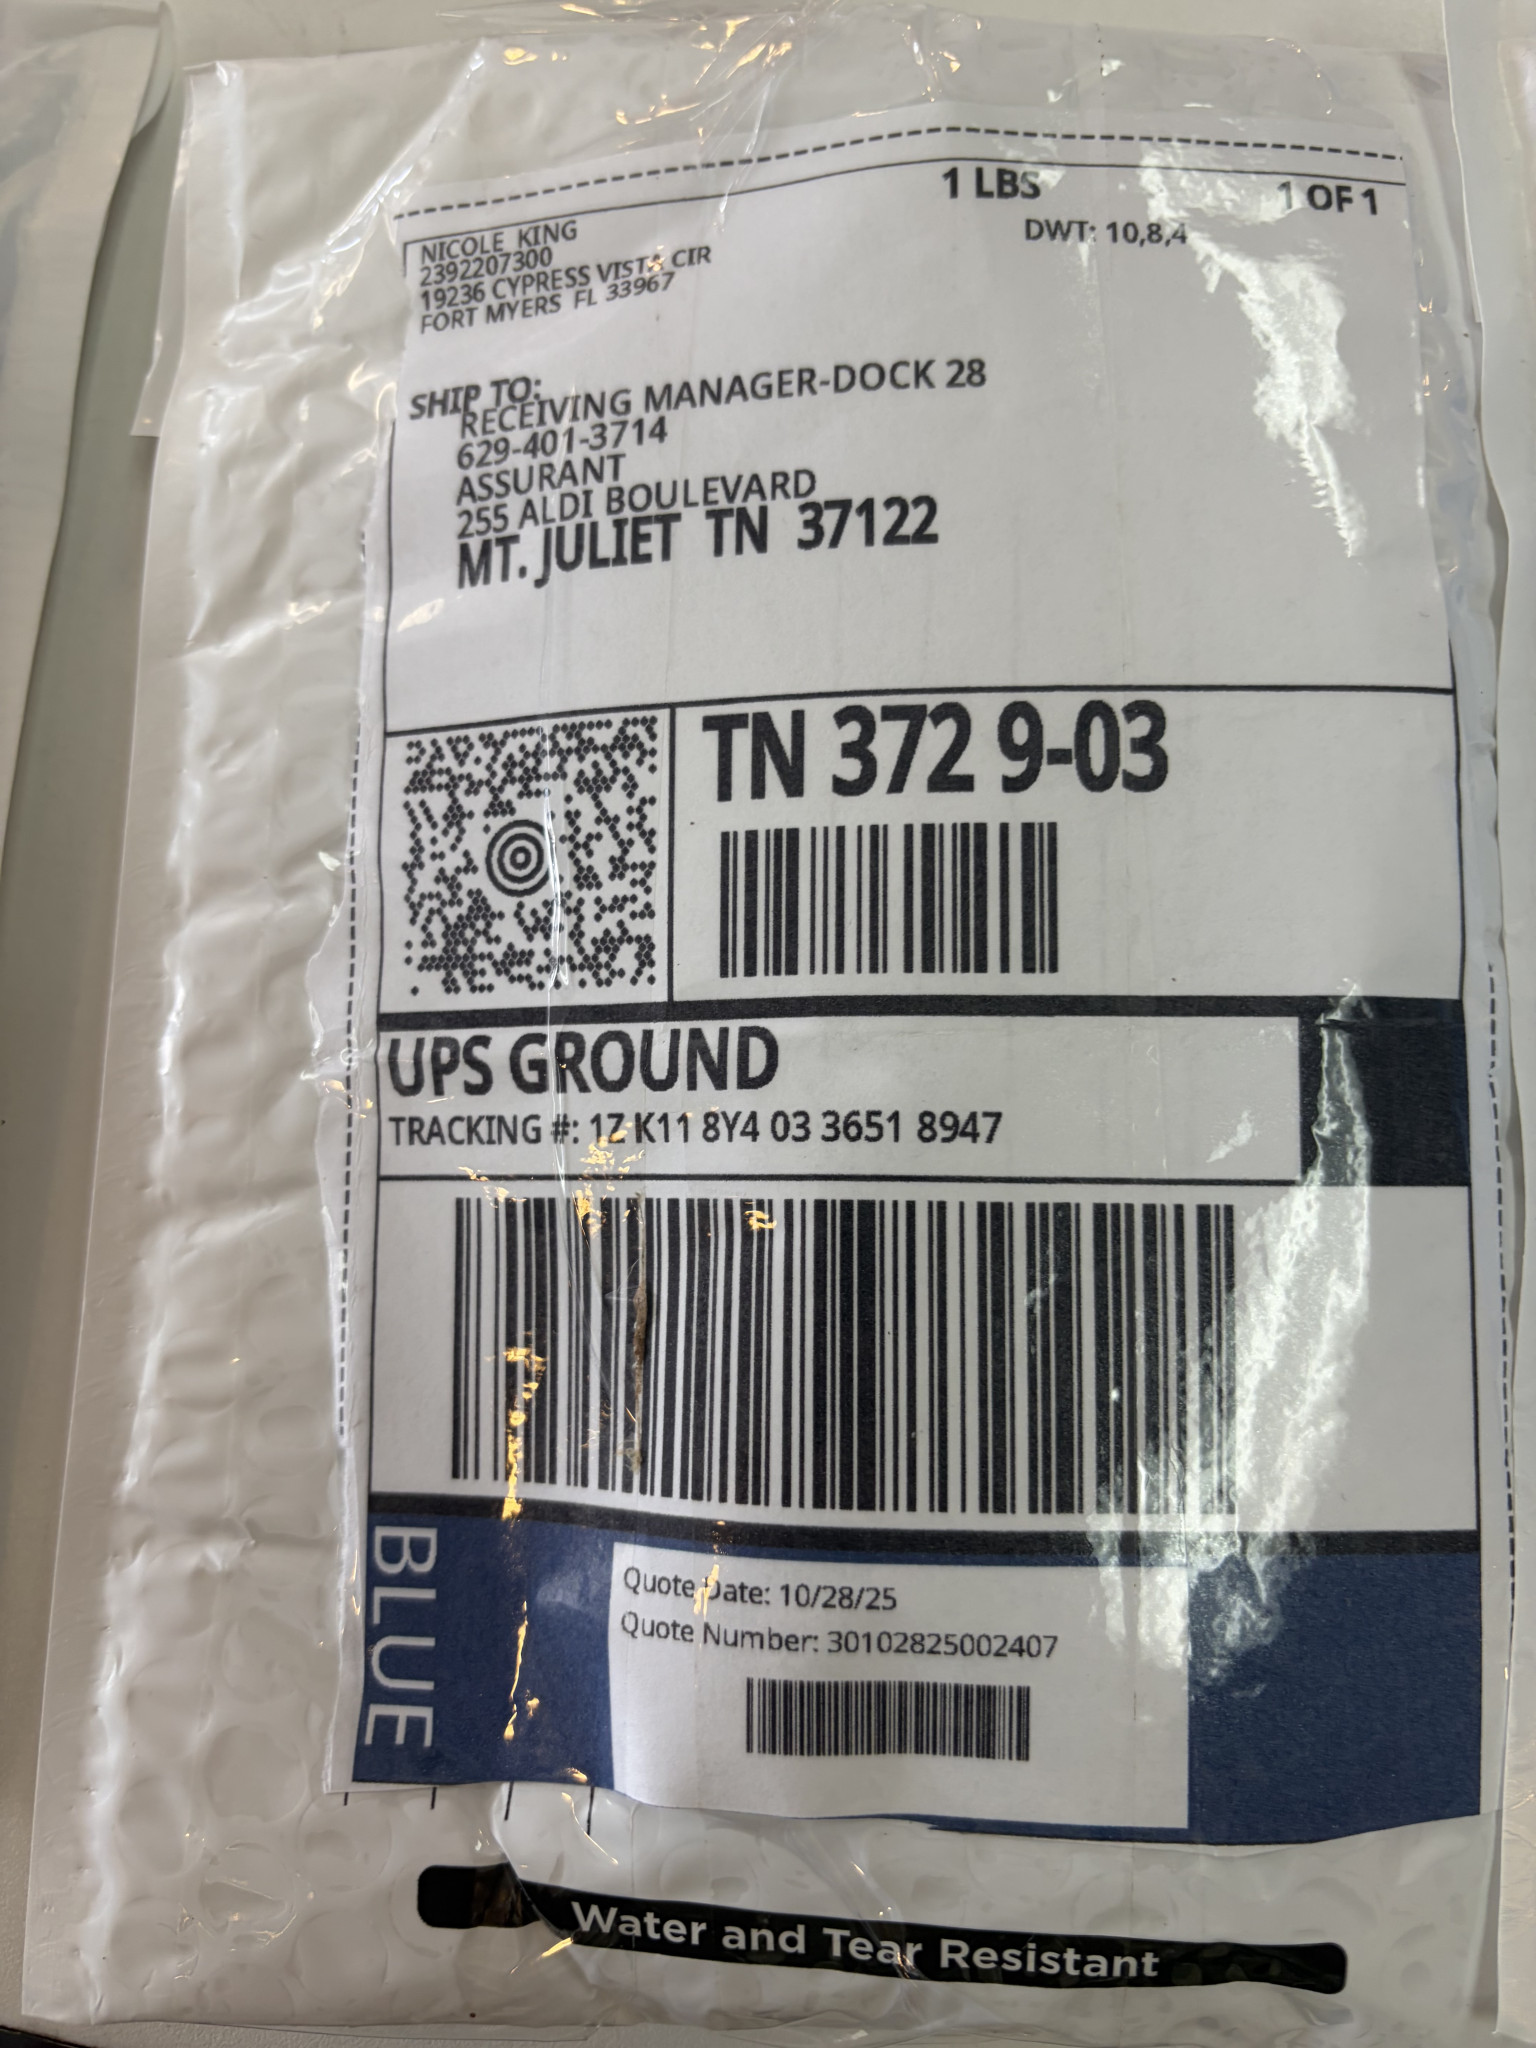 1 LBS
1 OF 1
DWT: 10,8,4
NICOLE KING
2392207300
19236 CYPRESS VISTA CIR
FORT MYERS FL 33967
SHIP TO:
RECEIVING MANAGER-DOCK 28
629-401-3714
ASSURANT
255 ALDI BOULEVARD
MT. JULIET TN 37122
TN 372 9-03
UPS GROUND
TRACKING #: 1Z K11 8Y4 03 3651 8947
BLUE
Quote Date: 10/28/25
Quote Number: 30102825002407
Water and Tear Resistant